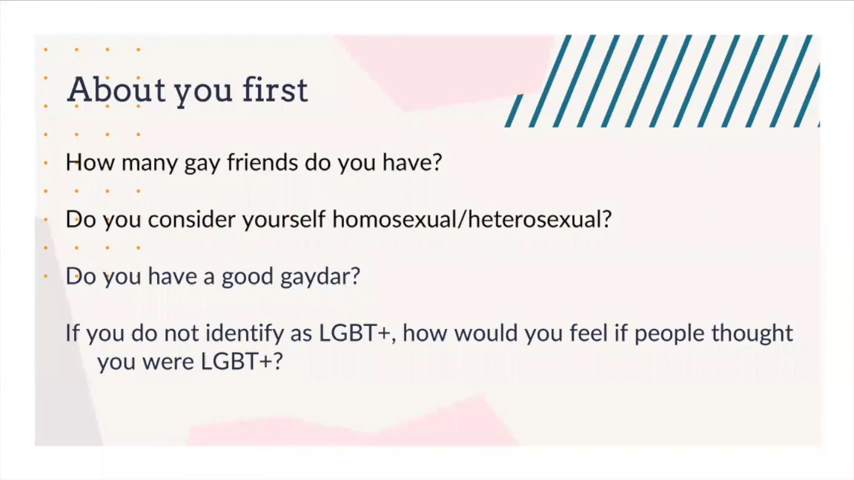 About you first
How many gay friends do you have?
Do you consider yourself homosexual/heterosexual?
Do you have a good gaydar?
If you do not identify as LGBT+, how would you feel if people thought
you were LGBT+?